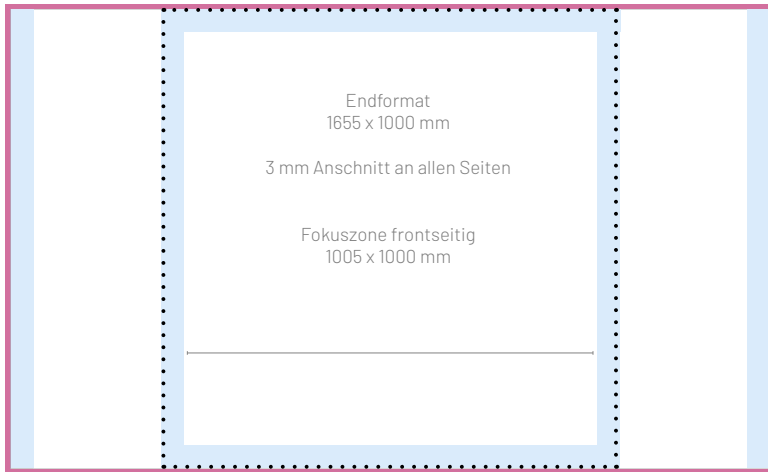 Endformat
1655 x 1000 mm
3 mm Anschnitt an allen Seiten
Fokuszone frontseitig
1005 x 1000 mm